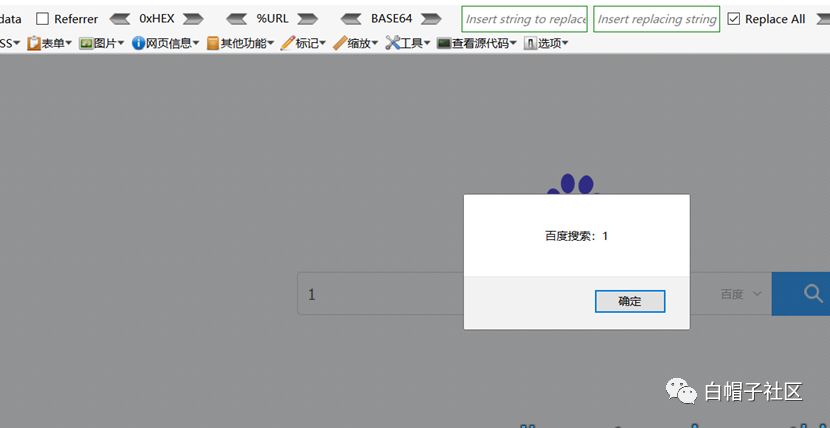 data Referrer 0xHEX %URL BASE64 Insert string to replace Insert replacing string Replace All
SS 表单 图片 网页信息 其他功能 标记 缩放 工具 查看源代码 选项
百度搜索：1
1 百度
确定
白帽子社区